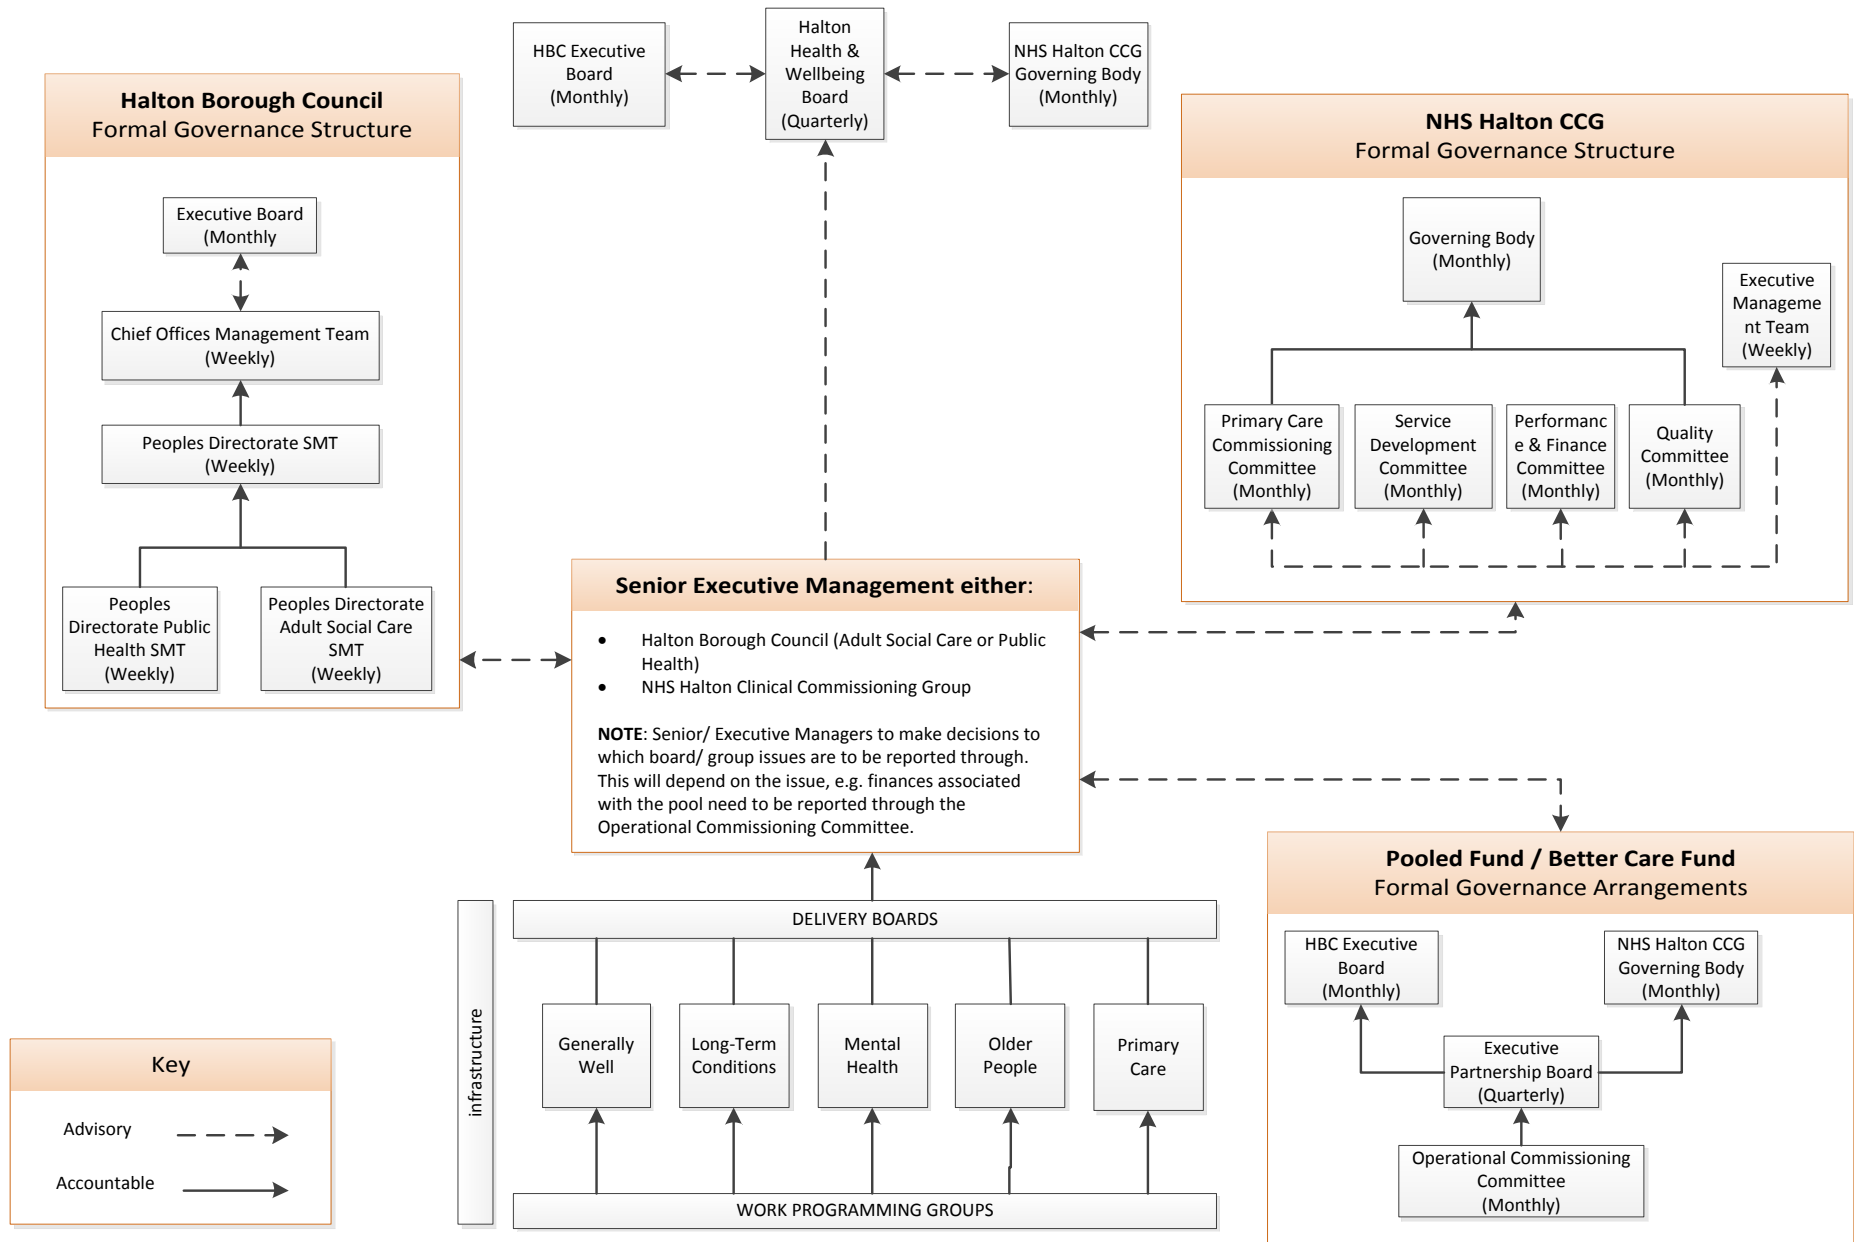 HBC Executive
Board
(Monthly)
Halton
Health &
Wellbeing
Board
(Quarterly)
NHS Halton CCG
Governing Body
(Monthly)
Halton Borough Council
Formal Governance Structure
Executive Board
(Monthly
Chief Offices Management Team
(Weekly)
Peoples Directorate SMT
(Weekly)
Peoples
Directorate Public
Health SMT
(Weekly)
Peoples Directorate
Adult Social Care
SMT
(Weekly)
NHS Halton CCG
Formal Governance Structure
Governing Body
(Monthly)
Executive
Manageme
nt Team
(Weekly)
Primary Care
Commissioning
Committee
(Monthly)
Service
Development
Committee
(Monthly)
Performanc
e & Finance
Committee
(Monthly)
Quality
Committee
(Monthly)
Senior Executive Management either:
• Halton Borough Council (Adult Social Care or Public
Health)
• NHS Halton Clinical Commissioning Group
NOTE: Senior/ Executive Managers to make decisions to
which board/ group issues are to be reported through.
This will depend on the issue, e.g. finances associated
with the pool need to be reported through the
Operational Commissioning Committee.
Pooled Fund / Better Care Fund
Formal Governance Arrangements
HBC Executive
Board
(Monthly)
NHS Halton CCG
Governing Body
(Monthly)
Executive
Partnership Board
(Quarterly)
Operational Commissioning
Committee
(Monthly)
infrastructure
DELIVERY BOARDS
Generally
Well
Long-Term
Conditions
Mental
Health
Older
People
Primary
Care
WORK PROGRAMMING GROUPS
Key
Advisory
Accountable